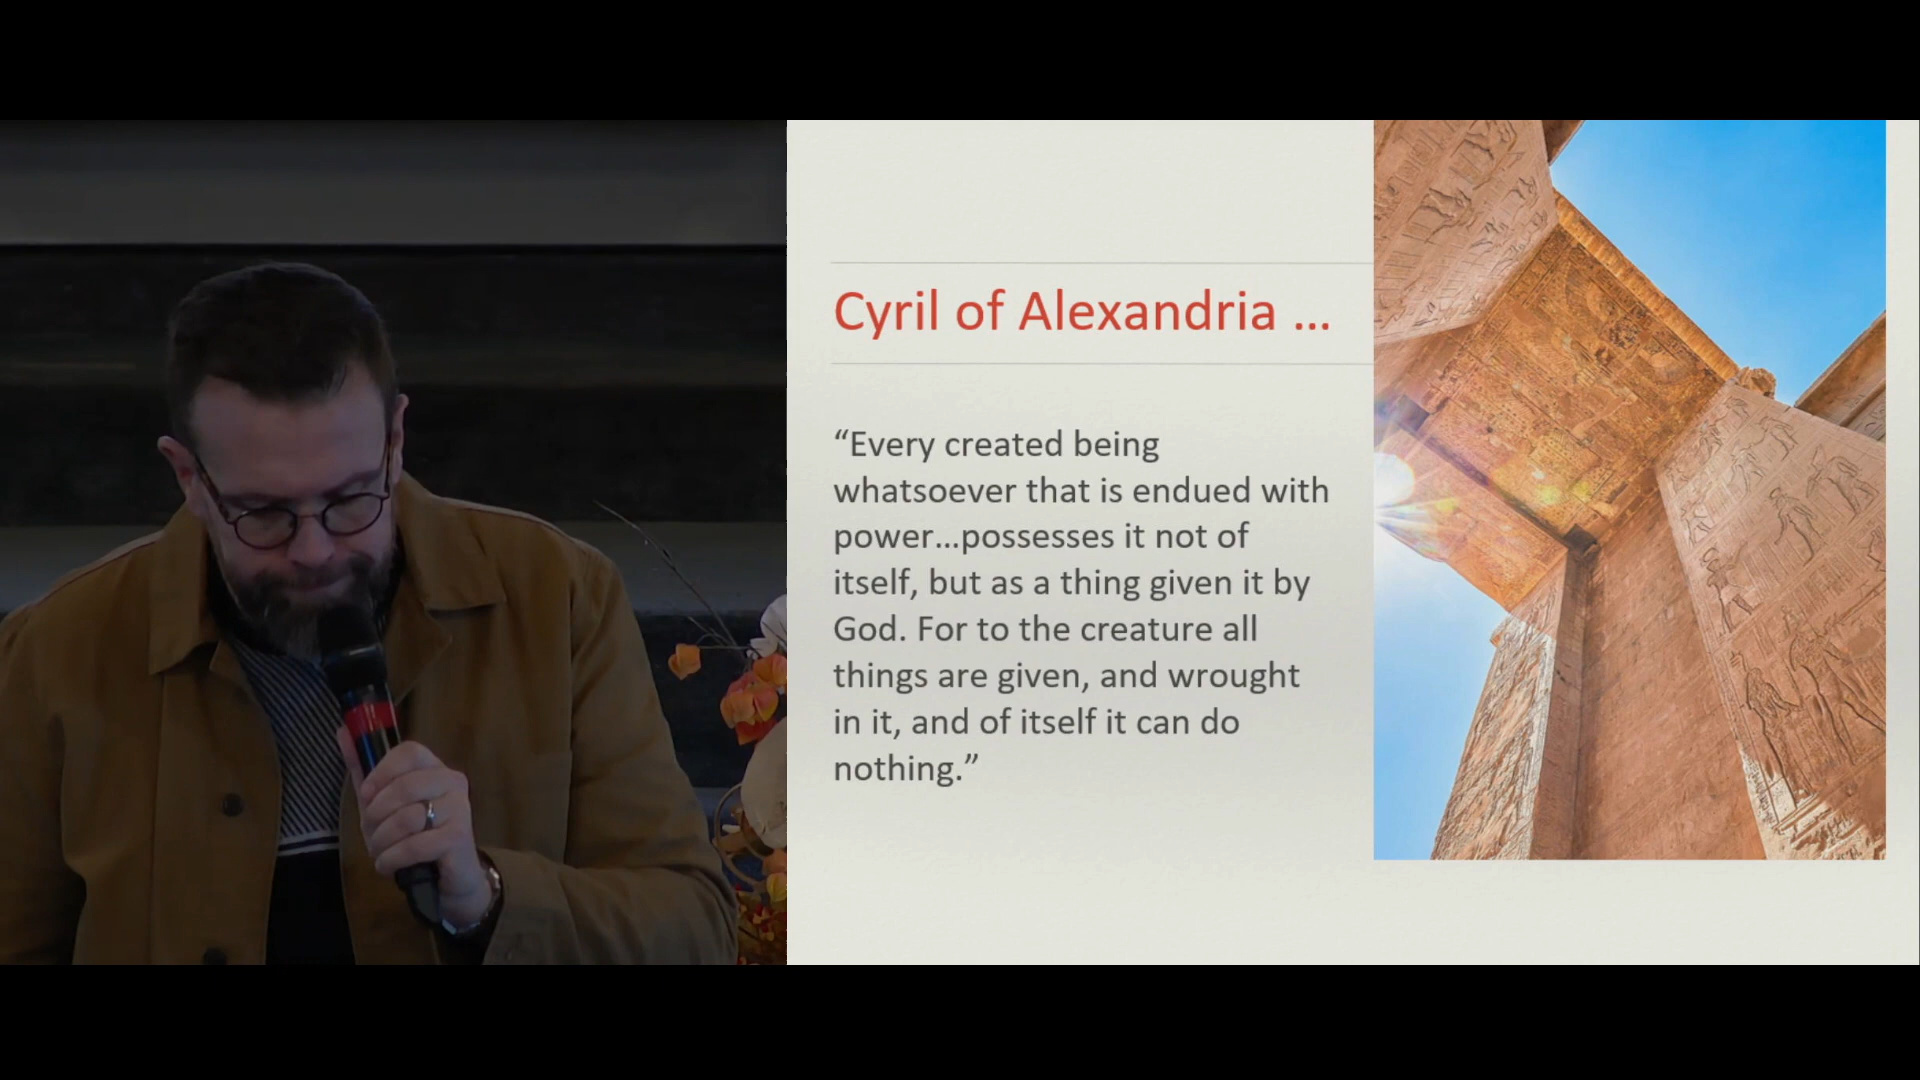 Cyril of Alexandria ...
“Every created being
whatsoever that is endued with
power...possesses it not of
itself, but as a thing given it by
God. For to the creature all
things are given, and wrought
in it, and of itself it can do
nothing.”